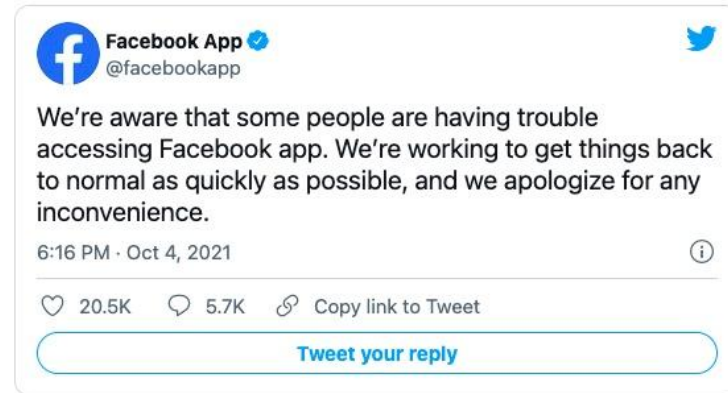 Facebook App
@facebookapp
We’re aware that some people are having trouble
accessing Facebook app. We’re working to get things back
to normal as quickly as possible, and we apologize for any
inconvenience.
6:16 PM · Oct 4, 2021
20.5K 5.7K Copy link to Tweet
Tweet your reply